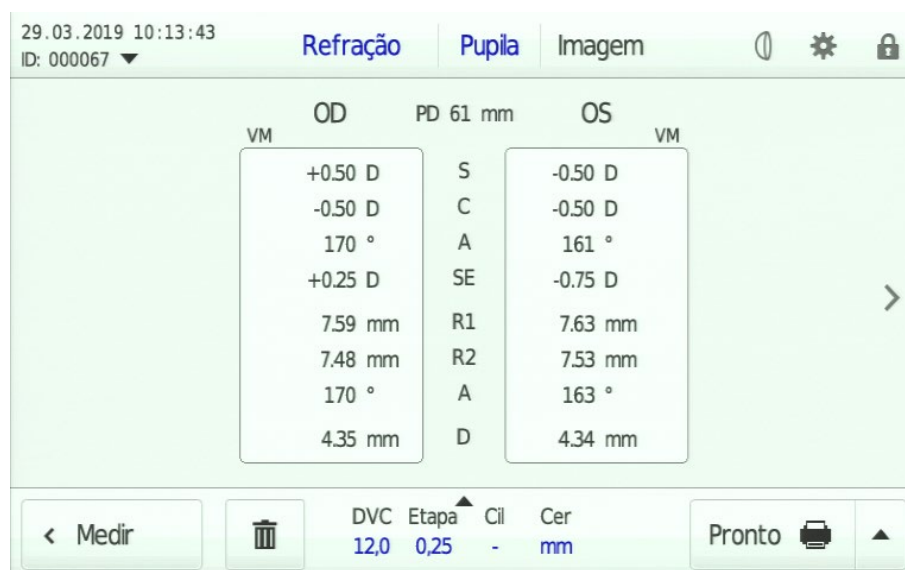 29.03.2019 10:13:43
ID: 000067
Refração Pupila Imagem
OD PD 61 mm OS
VM VM
+0.50 D S -0.50 D
-0.50 D C -0.50 D
170 ° A 161 °
+0.25 D SE -0.75 D
7.59 mm R1 7.63 mm
7.48 mm R2 7.53 mm
170 ° A 163 °
4.35 mm D 4.34 mm
< Medir
DVC Etapa Cil Cer
12,0 0,25 - mm
Pronto